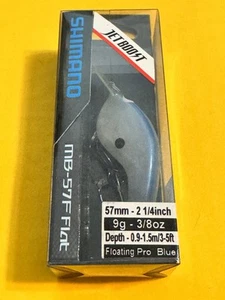 JETBOOST
SHIMANO
MB-57F Flat
57mm - 2 1/4inch
9g - 3/8oz
Depth - 0.9-1.5m/3-5ft
Floating Pro Blue